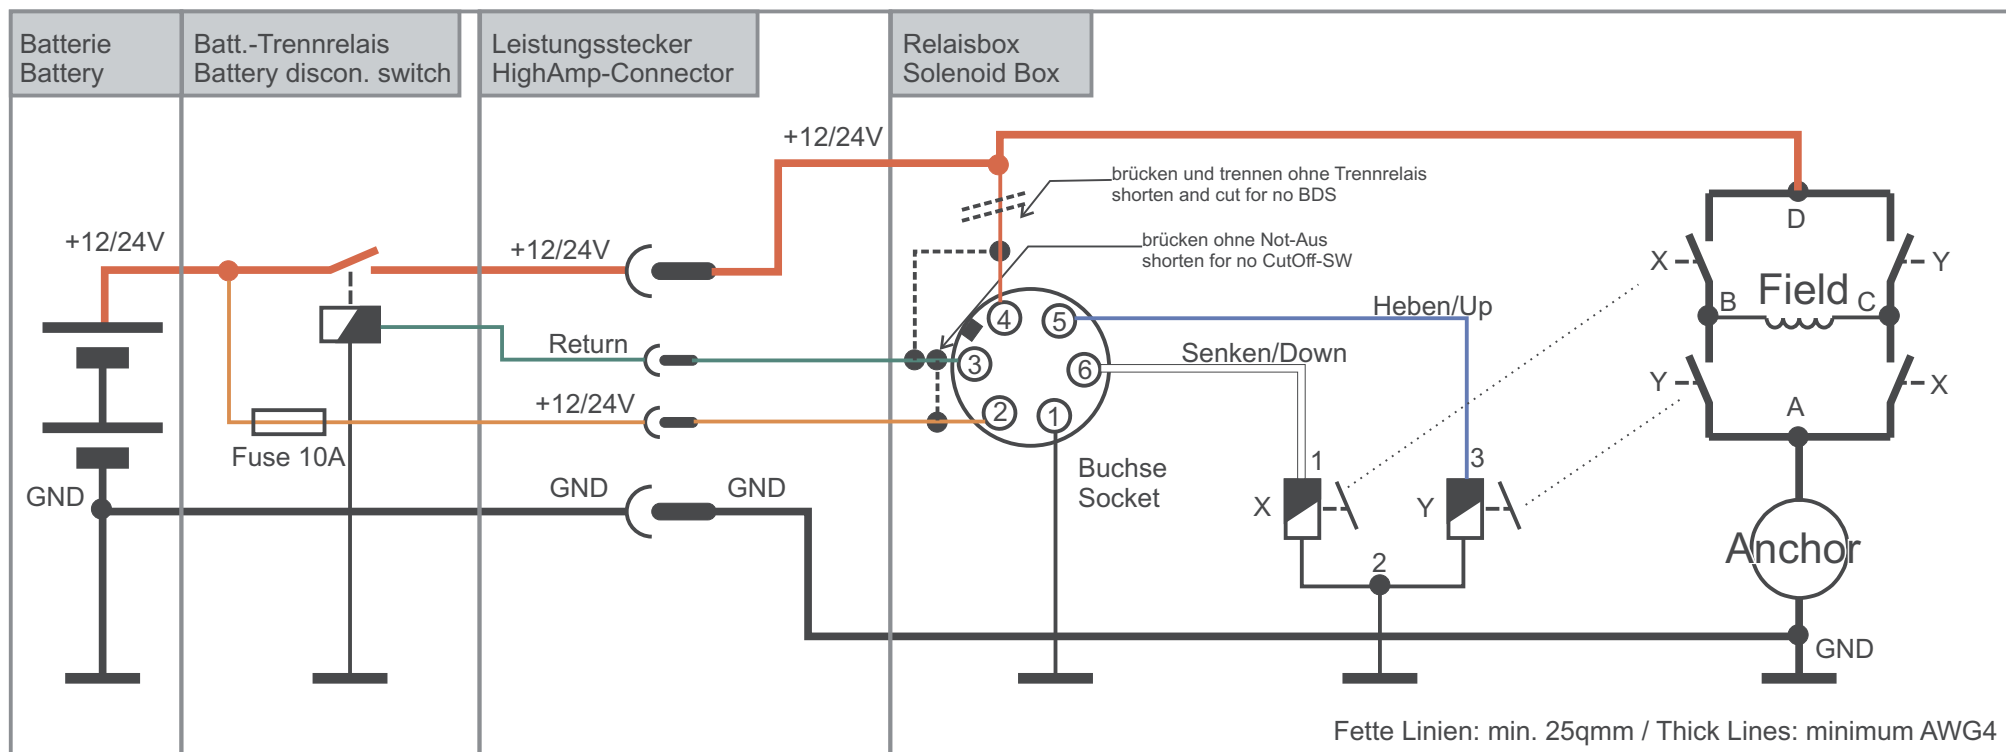 Batterie
Battery
Batt.-Trennrelais
Battery discon. switch
Leistungsstecker
HighAmp-Connector
Relaisbox
Solenoid Box
+12/24V
brücken und trennen ohne Trennrelais
shorten and cut for no BDS
D
+12/24V
+12/24V
brücken ohne Not-Aus
shorten for no CutOff-SW
X
Y
B
Field
C
Heben/Up
4
5
Return
3
Senken/Down
6
Y
X
+12/24V
2
1
A
Fuse 10A
Buchse
Socket
1
3
GND
GND
GND
X
Y
Anchor
2
GND
Fette Linien: min. 25qmm / Thick Lines: minimum AWG4